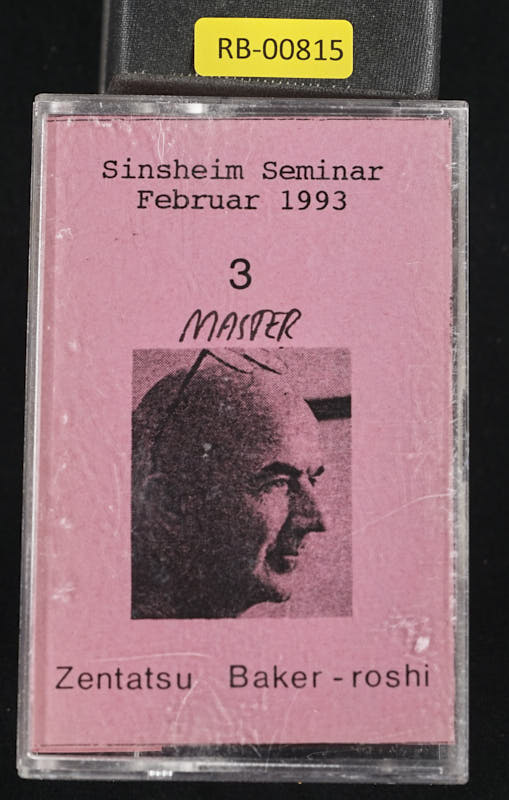 RB-00815
Sinsheim Seminar
Februar 1993
3
MASTER
Zentatsu Baker-roshi